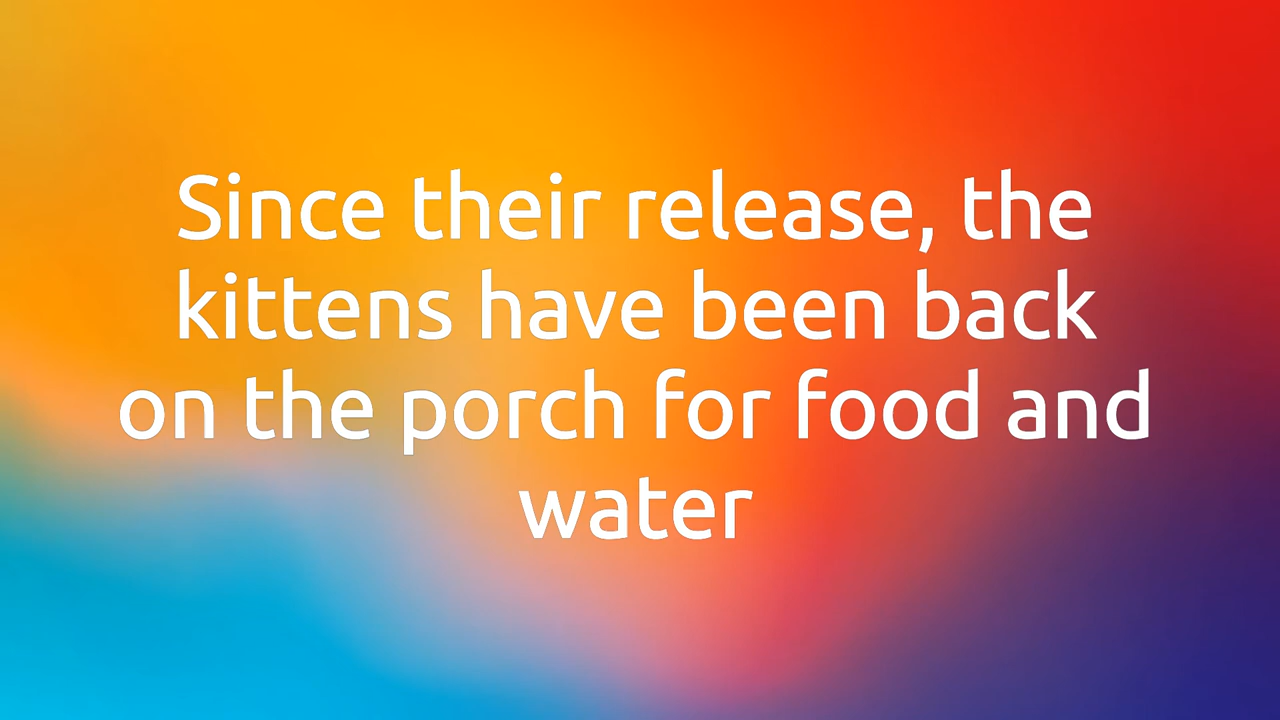 Since their release, the
kittens have been back
on the porch for food and
water